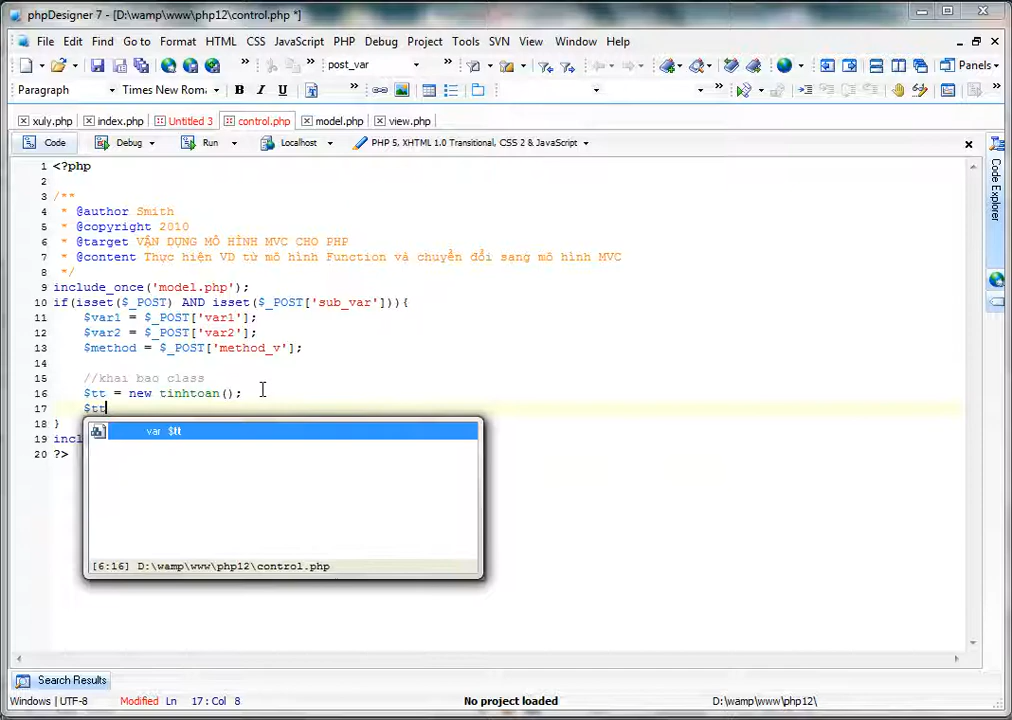 phpDesigner 7 - [D:\wamp\www\php12\control.php *]
File Edit Find Go to Format HTML CSS JavaScript PHP Debug Project Tools SVN View Window Help
» » post_var » Panels
Paragraph Times New Roma B I U » »
xuly.php index.php Untitled 3 control.php model.php view.php
Code Debug Run Localhost PHP 5, XHTML 1.0 Transitional, CSS 2 & JavaScript
Code Explorer
1 <?php
2
3 /**
4 * @author Smith
5 * @copyright 2010
6 * @target VẬN DỤNG MÔ HÌNH MVC CHO PHP
7 * @content Thực hiện VD từ mô hình Function và chuyển đổi sang mô hình MVC
8 */
9 include_once('model.php');
10 if(isset($_POST) AND isset($_POST['sub_var'])){
11 $var1 = $_POST['var1'];
12 $var2 = $_POST['var2'];
13 $method = $_POST['method_v'];
14
15 //khai bao class
16 $tt = new tinhtoan();
17 $tt
18 }
19 incl
20 ?>
var $tt
[6:16] D:\wamp\www\php12\control.php
Search Results
Windows | UTF-8 Modified Ln 17 : Col 8 No project loaded D:\wamp\www\php12\